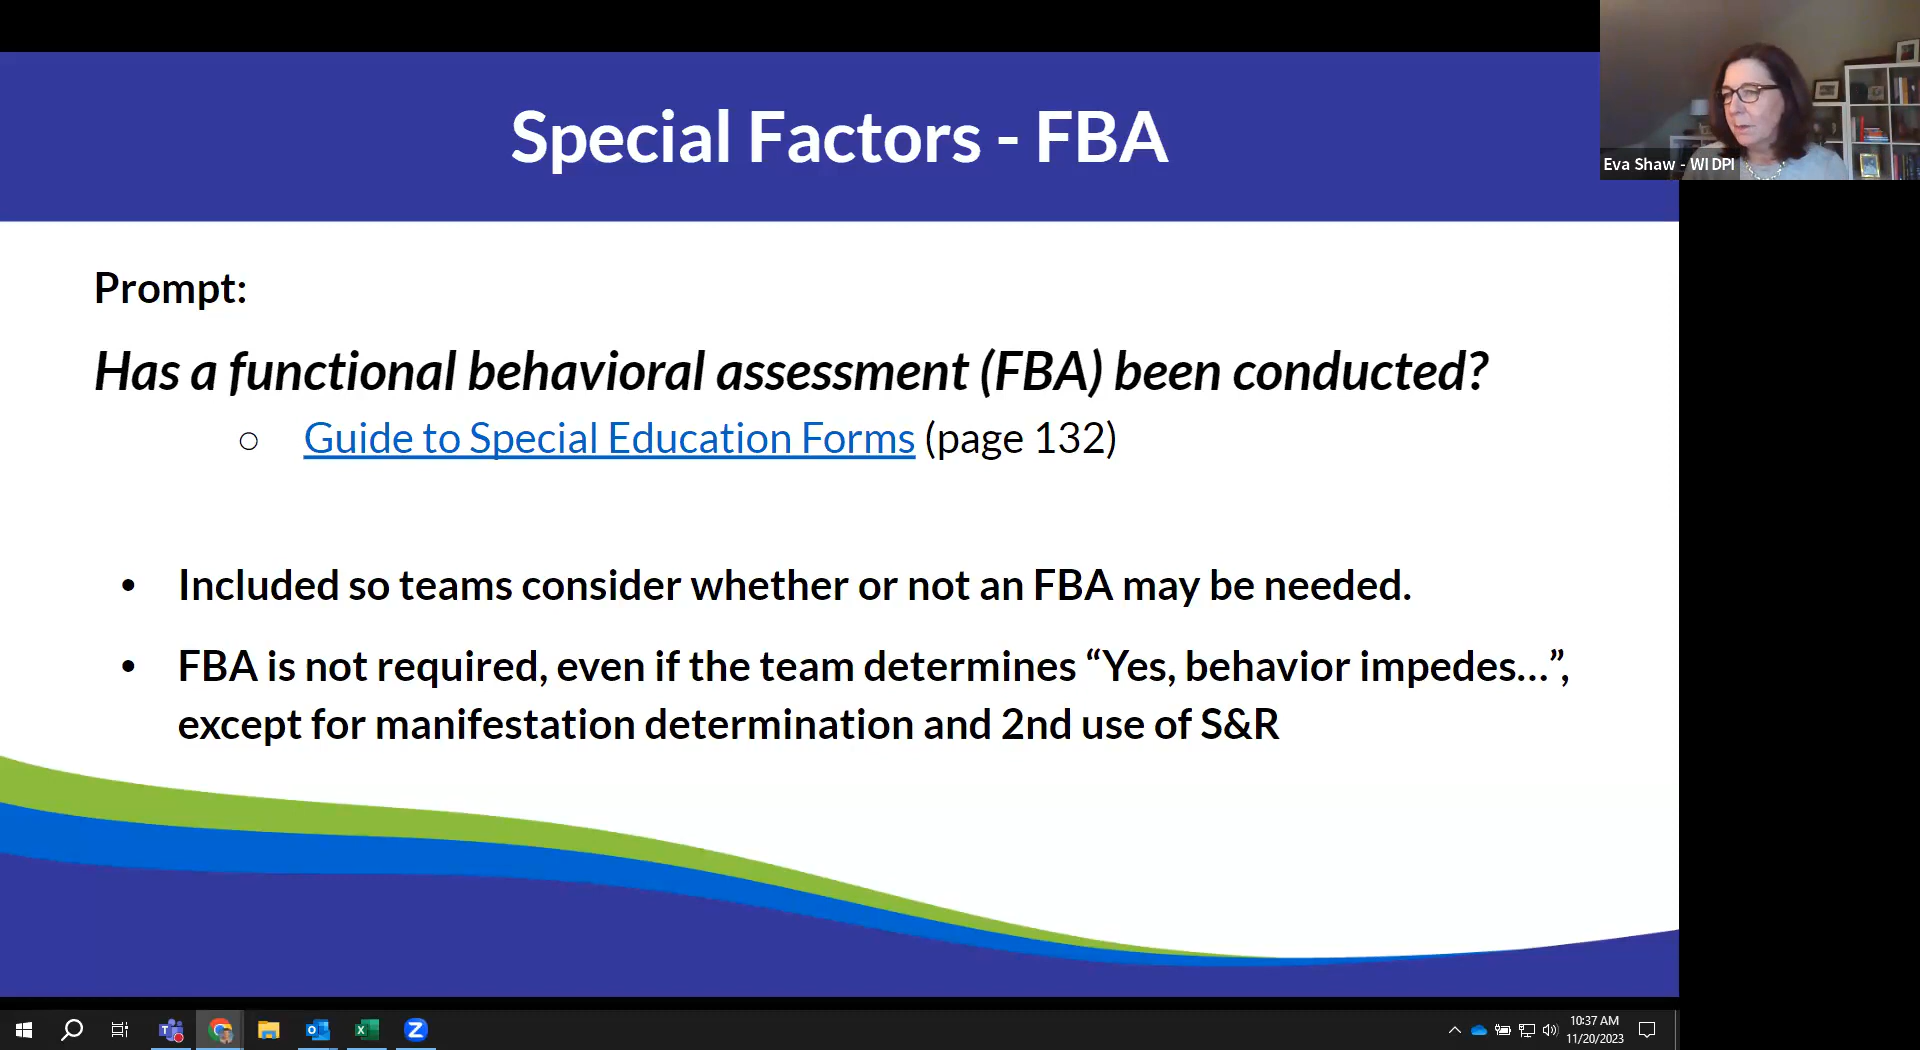 Special Factors - FBA
Eva Shaw - WI DPI
Prompt:
Has a functional behavioral assessment (FBA) been conducted?
○ Guide to Special Education Forms (page 132)
• Included so teams consider whether or not an FBA may be needed.
• FBA is not required, even if the team determines “Yes, behavior impedes...”,
except for manifestation determination and 2nd use of S&R
10:37 AM
11/20/2023